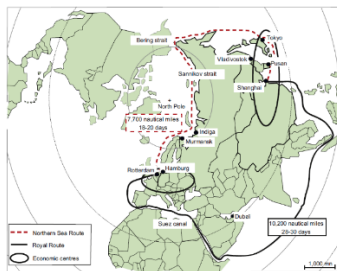 Tokyo
Bering strait
Vladivostok
Pusan
Sannikov strait
Shanghai
North Pole
7,700 nautical miles
18-20 days
Indiga
Murmansk
Rotterdam
Hamburg
Northern Sea Route
Royal Route
Economic centres
Suez canal
Dubai
10,200 nautical miles
28-30 days
1,000 nm